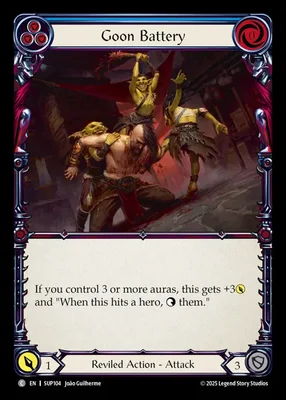 Goon Battery
If you control 3 or more auras, this gets +3
and "When this hits a hero, them."
1
Reviled Action - Attack
3
C EN | SUP104 João Guilherme
© 2025 Legend Story Studios